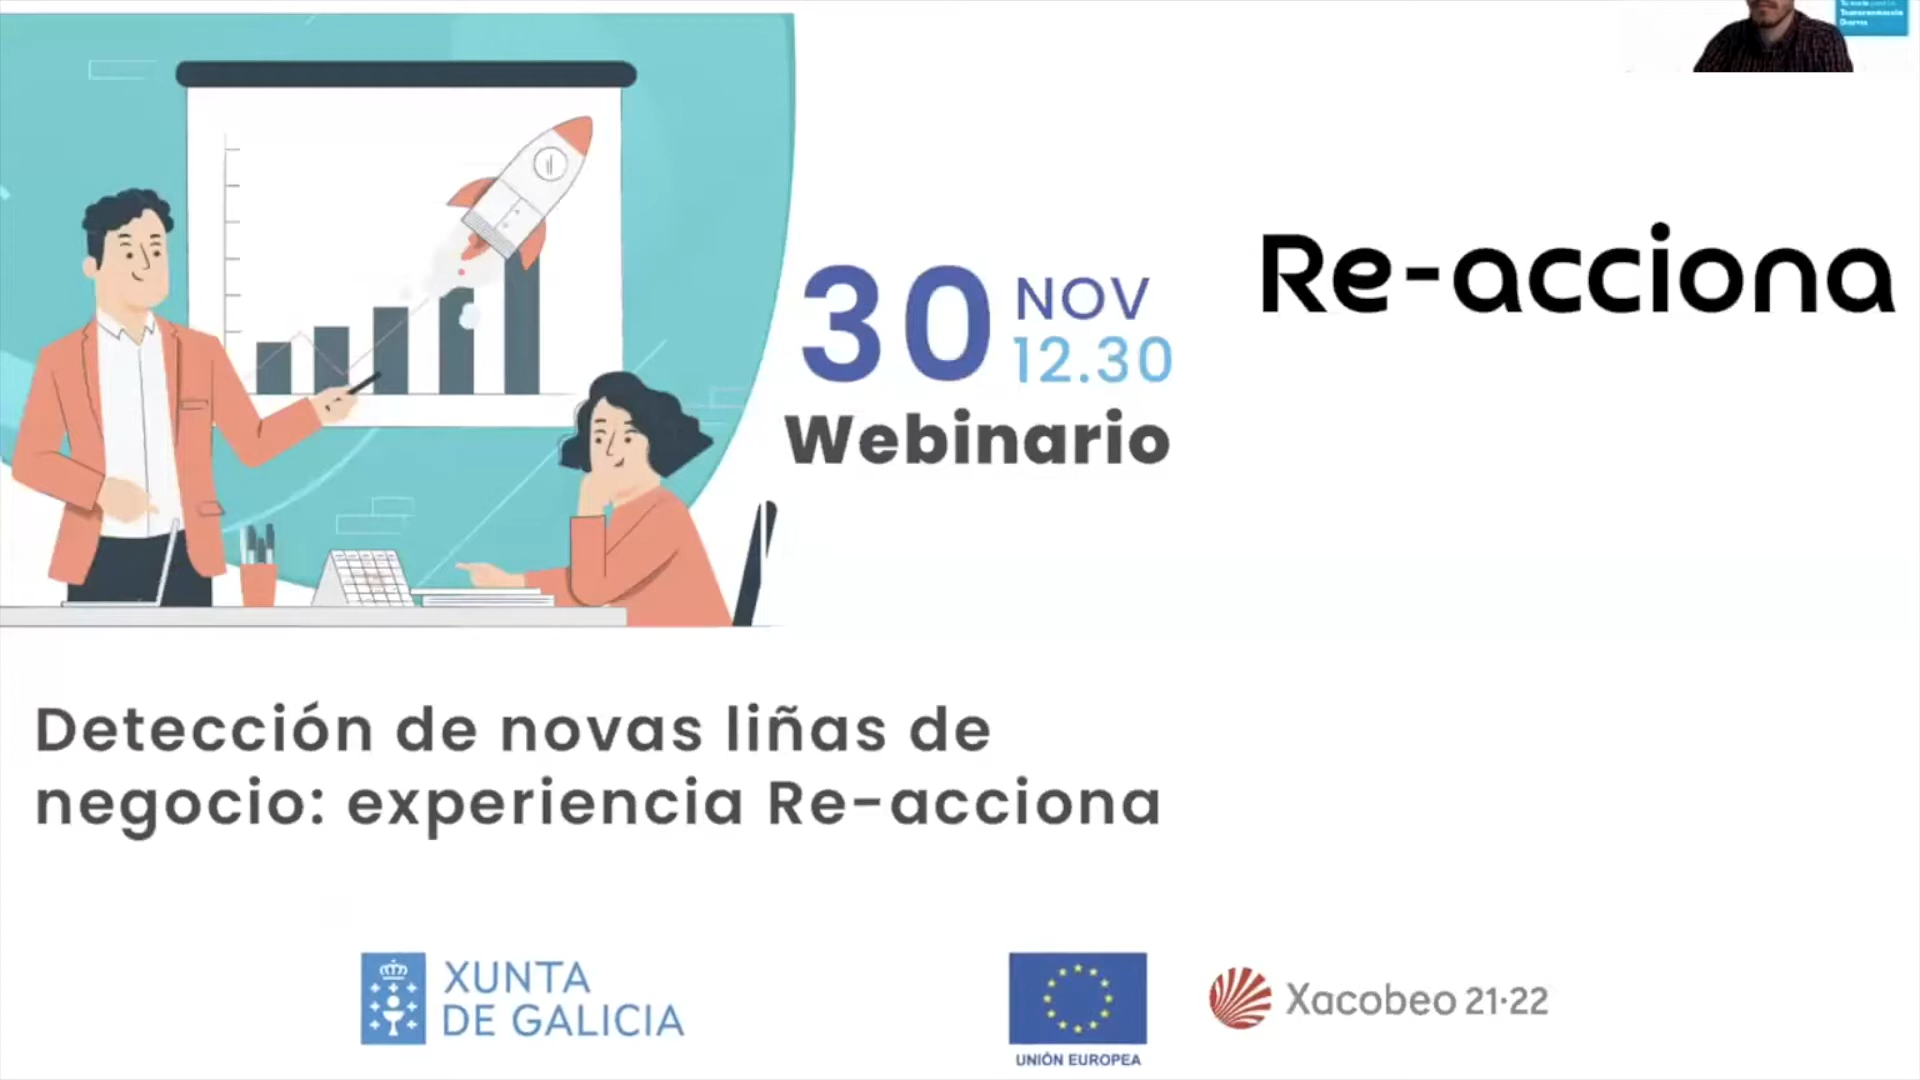 30 NOV
12.30
Webinario
Re-acciona
Detección de novas liñas de
negocio: experiencia Re-acciona
XUNTA
DE GALICIA
UNIÓN EUROPEA
Xacobeo 21·22